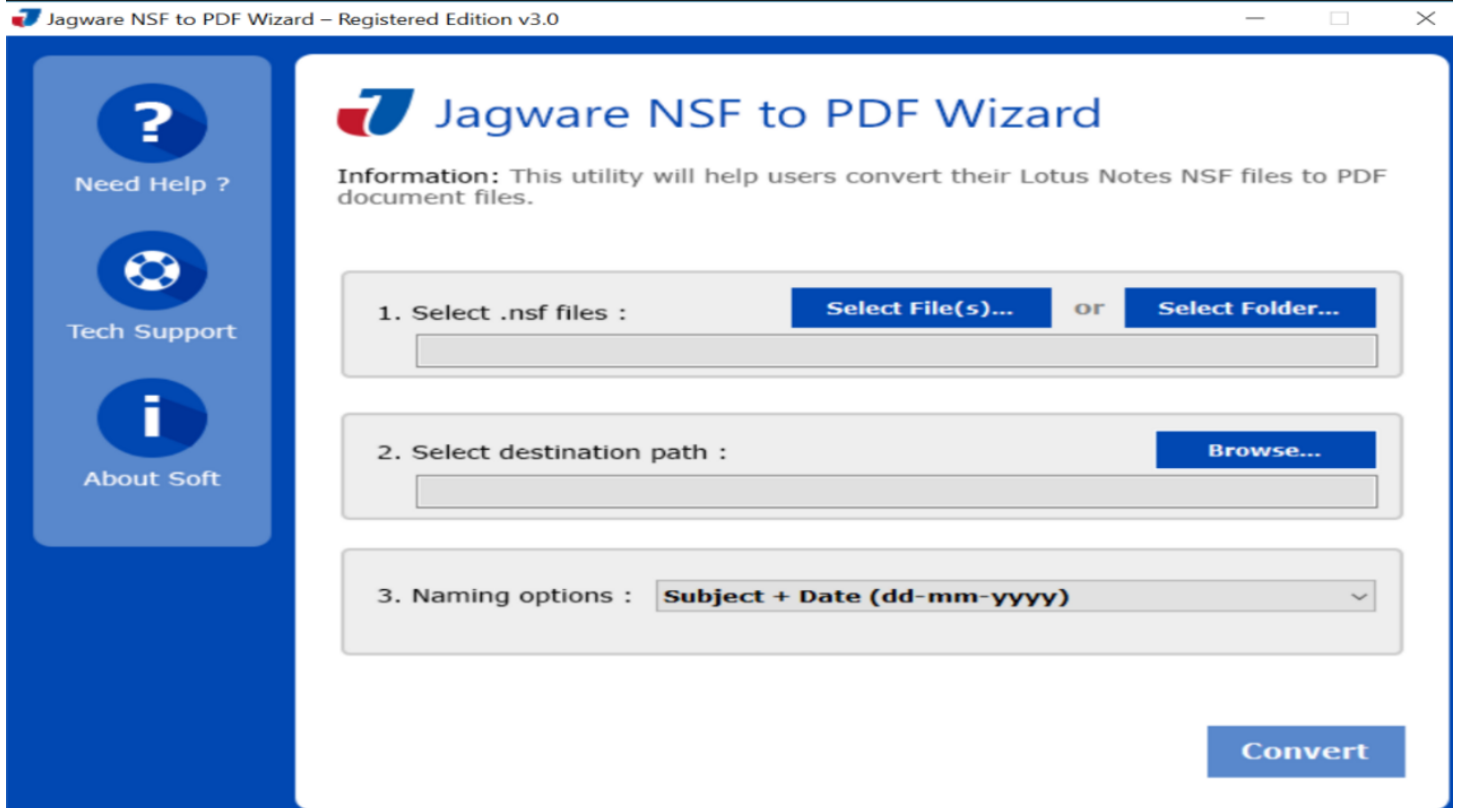 Jagware NSF to PDF Wizard – Registered Edition v3.0
?
Need Help ?
Tech Support
i
About Soft
Jagware NSF to PDF Wizard
Information: This utility will help users convert their Lotus Notes NSF files to PDF
document files.
1. Select .nsf files :
Select File(s)...
or
Select Folder...
2. Select destination path :
Browse...
3. Naming options :
Subject + Date (dd-mm-yyyy)
Convert